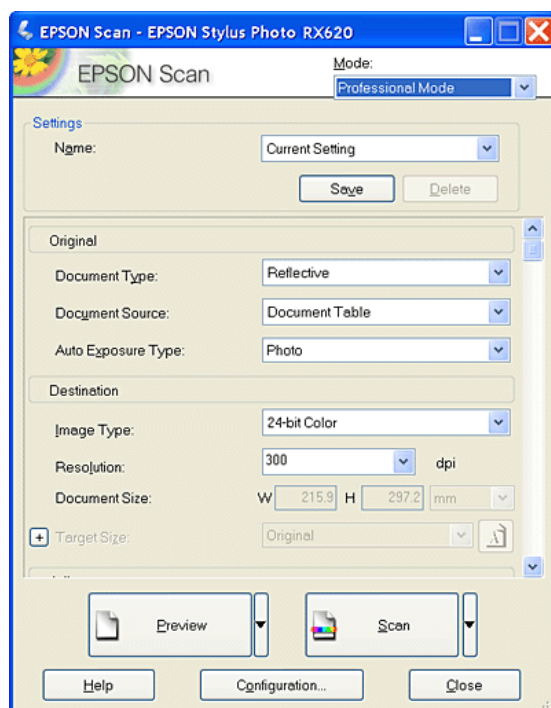 EPSON Scan - EPSON Stylus Photo RX620
EPSON Scan
Mode:
Professional Mode
Settings
Name: Current Setting
Save Delete
Original
Document Type: Reflective
Document Source: Document Table
Auto Exposure Type: Photo
Destination
Image Type: 24-bit Color
Resolution: 300 dpi
Document Size: W 215.9 H 297.2 mm
Target Size: Original
Preview Scan
Help Configuration... Close